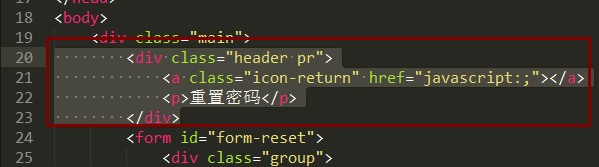 17 </head>
18 <body>
19 <div class="main">
20 <div class="header pr">
21 <a class="icon-return" href="javascript:;"></a>
22 <p>重置密码</p>
23 </div>
24 <form id="form-reset">
25 <div class="group">